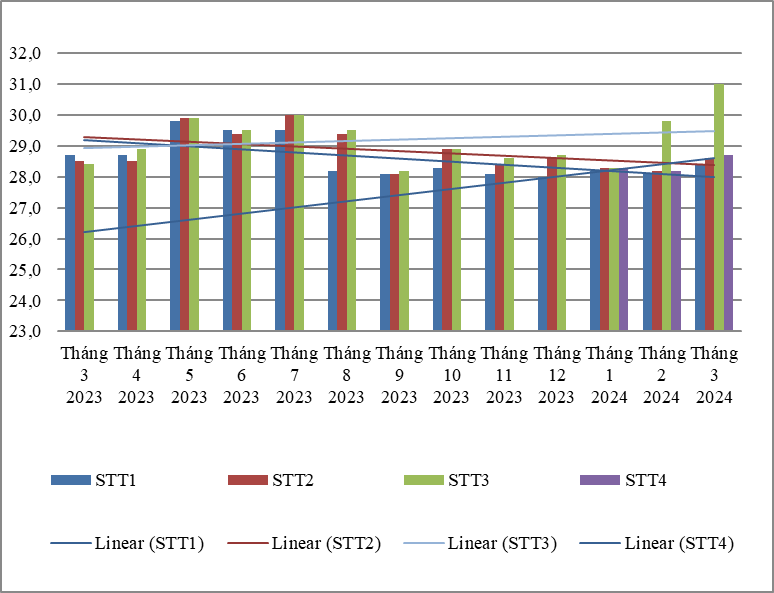 32,0
31,0
30,0
29,0
28,0
27,0
26,0
25,0
24,0
23,0
Tháng 3 2023
Tháng 4 2023
Tháng 5 2023
Tháng 6 2023
Tháng 7 2023
Tháng 8 2023
Tháng 9 2023
Tháng 10 2023
Tháng 11 2023
Tháng 12 2023
Tháng 1 2024
Tháng 2 2024
Tháng 3 2024
STT1 STT2 STT3 STT4
Linear (STT1) Linear (STT2) Linear (STT3) Linear (STT4)